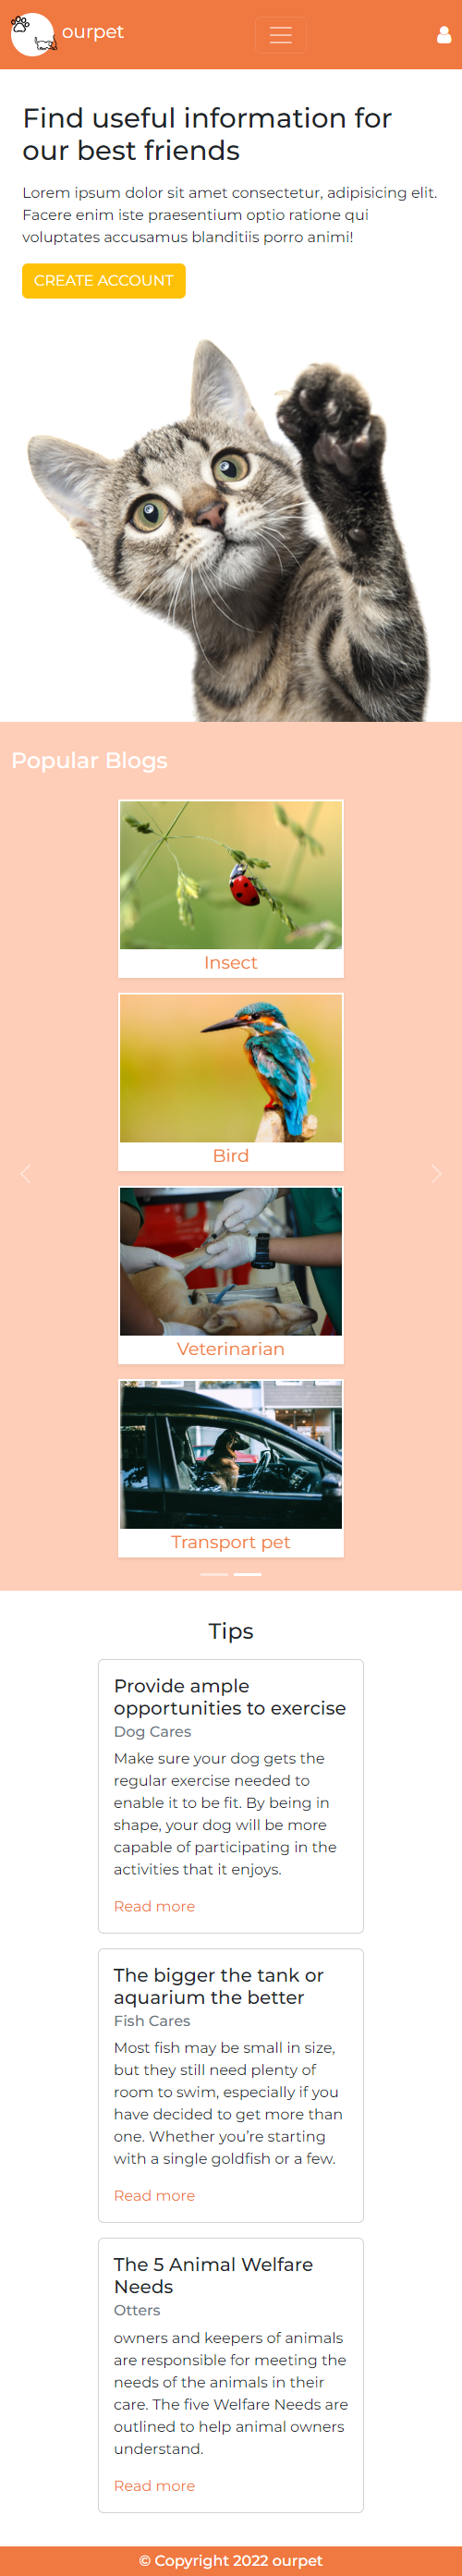 ourpet
Find useful information for
our best friends
Lorem ipsum dolor sit amet consectetur, adipisicing elit.
Facere enim iste praesentium optio ratione qui
voluptates accusamus blanditiis porro animi!
CREATE ACCOUNT
Popular Blogs
Insect
Bird
Veterinarian
Transport pet
Tips
Provide ample
opportunities to exercise
Dog Cares
Make sure your dog gets the
regular exercise needed to
enable it to be fit. By being in
shape, your dog will be more
capable of participating in the
activities that it enjoys.
Read more
The bigger the tank or
aquarium the better
Fish Cares
Most fish may be small in size,
but they still need plenty of
room to swim, especially if you
have decided to get more than
one. Whether you’re starting
with a single goldfish or a few.
Read more
The 5 Animal Welfare
Needs
Otters
owners and keepers of animals
are responsible for meeting the
needs of the animals in their
care. The five Welfare Needs are
outlined to help animal owners
understand.
Read more
© Copyright 2022 ourpet